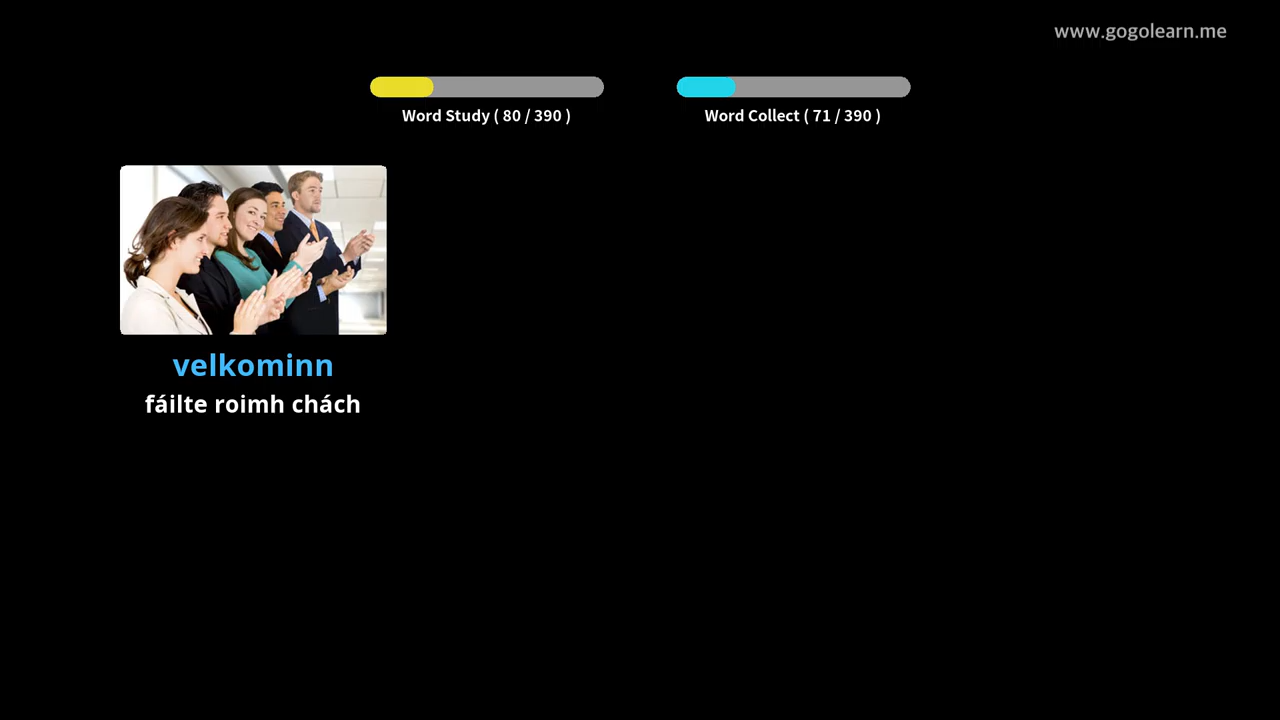 www.gogolearn.me
Word Study ( 80 / 390 )
Word Collect ( 71 / 390 )
velkominn
fáilte roimh chách